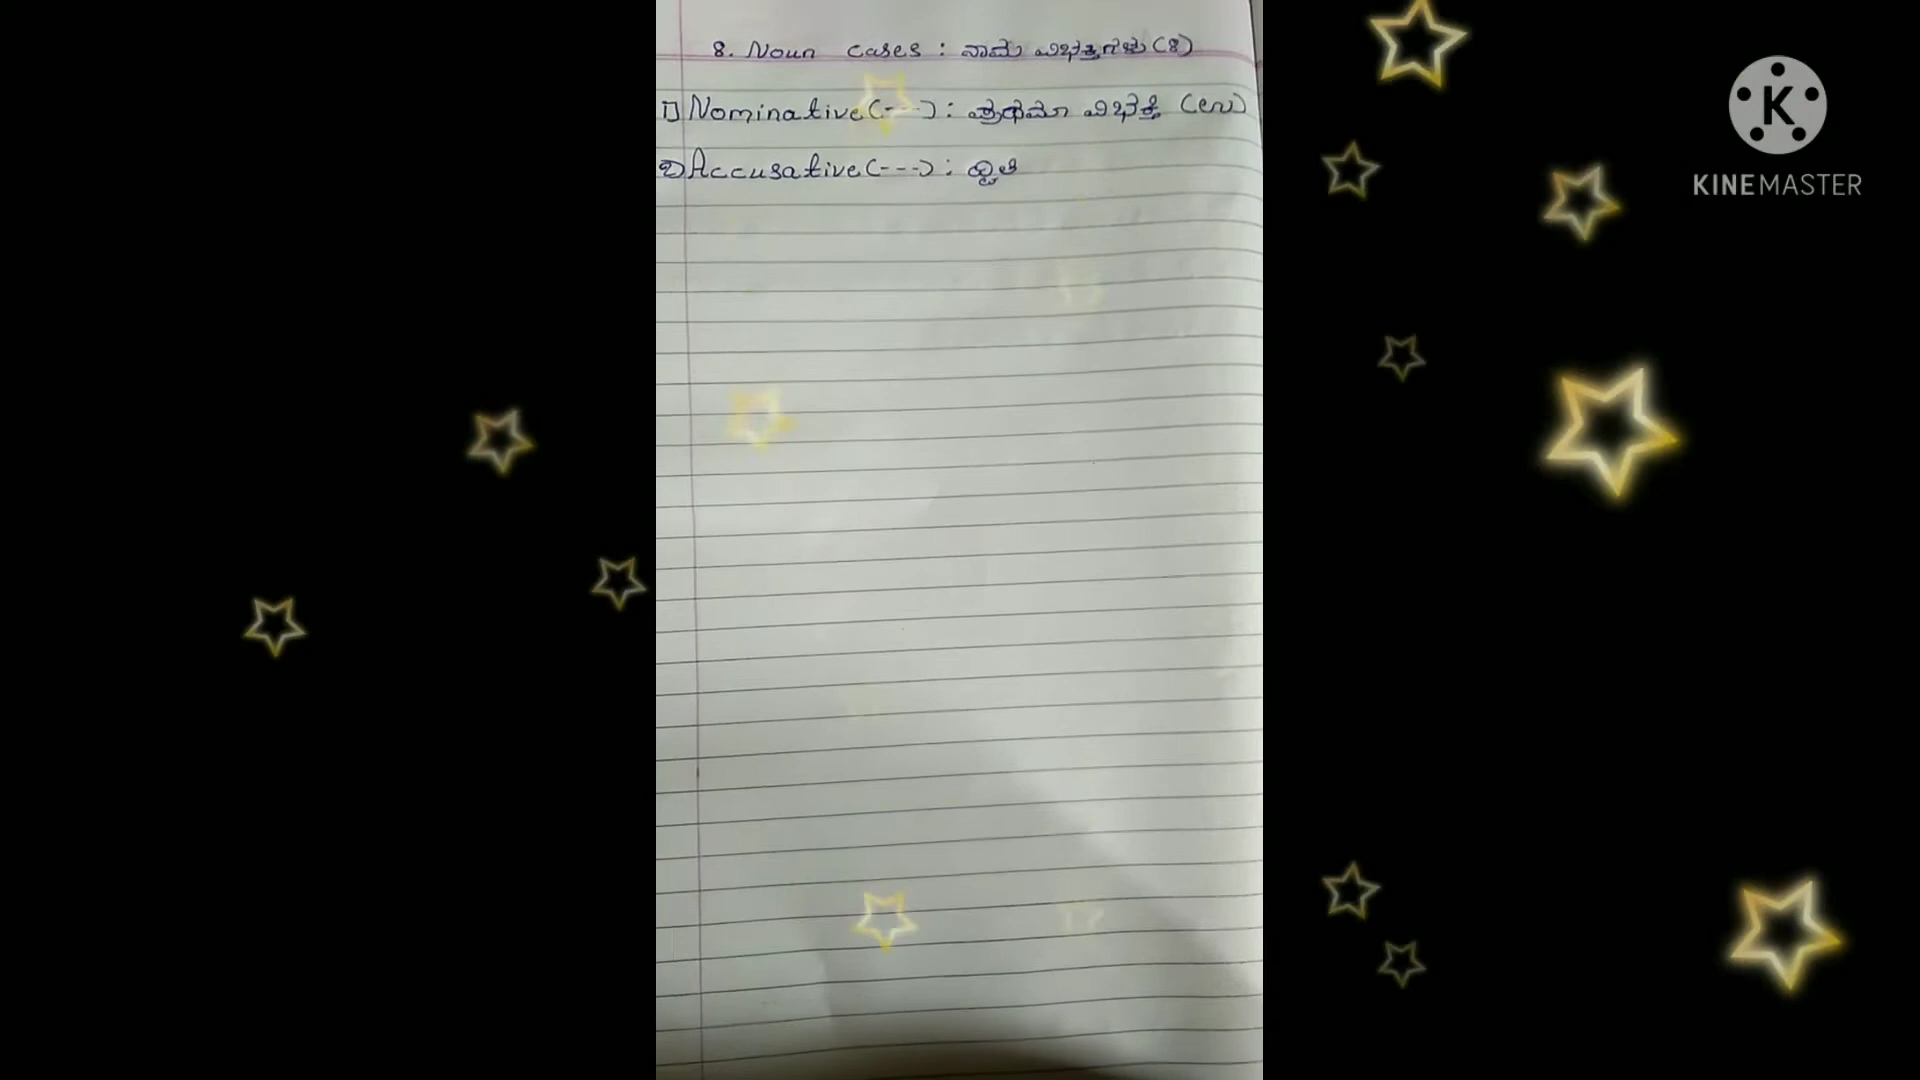 8. Noun cases : ನಾಮ ವಿಭಕ್ತಿಗಳು (8)
1) Nominative (---) : ಪ್ರಥಮಾ ವಿಭಕ್ತಿ (ಉ)
2) Accusative (---) :
KINEMASTER